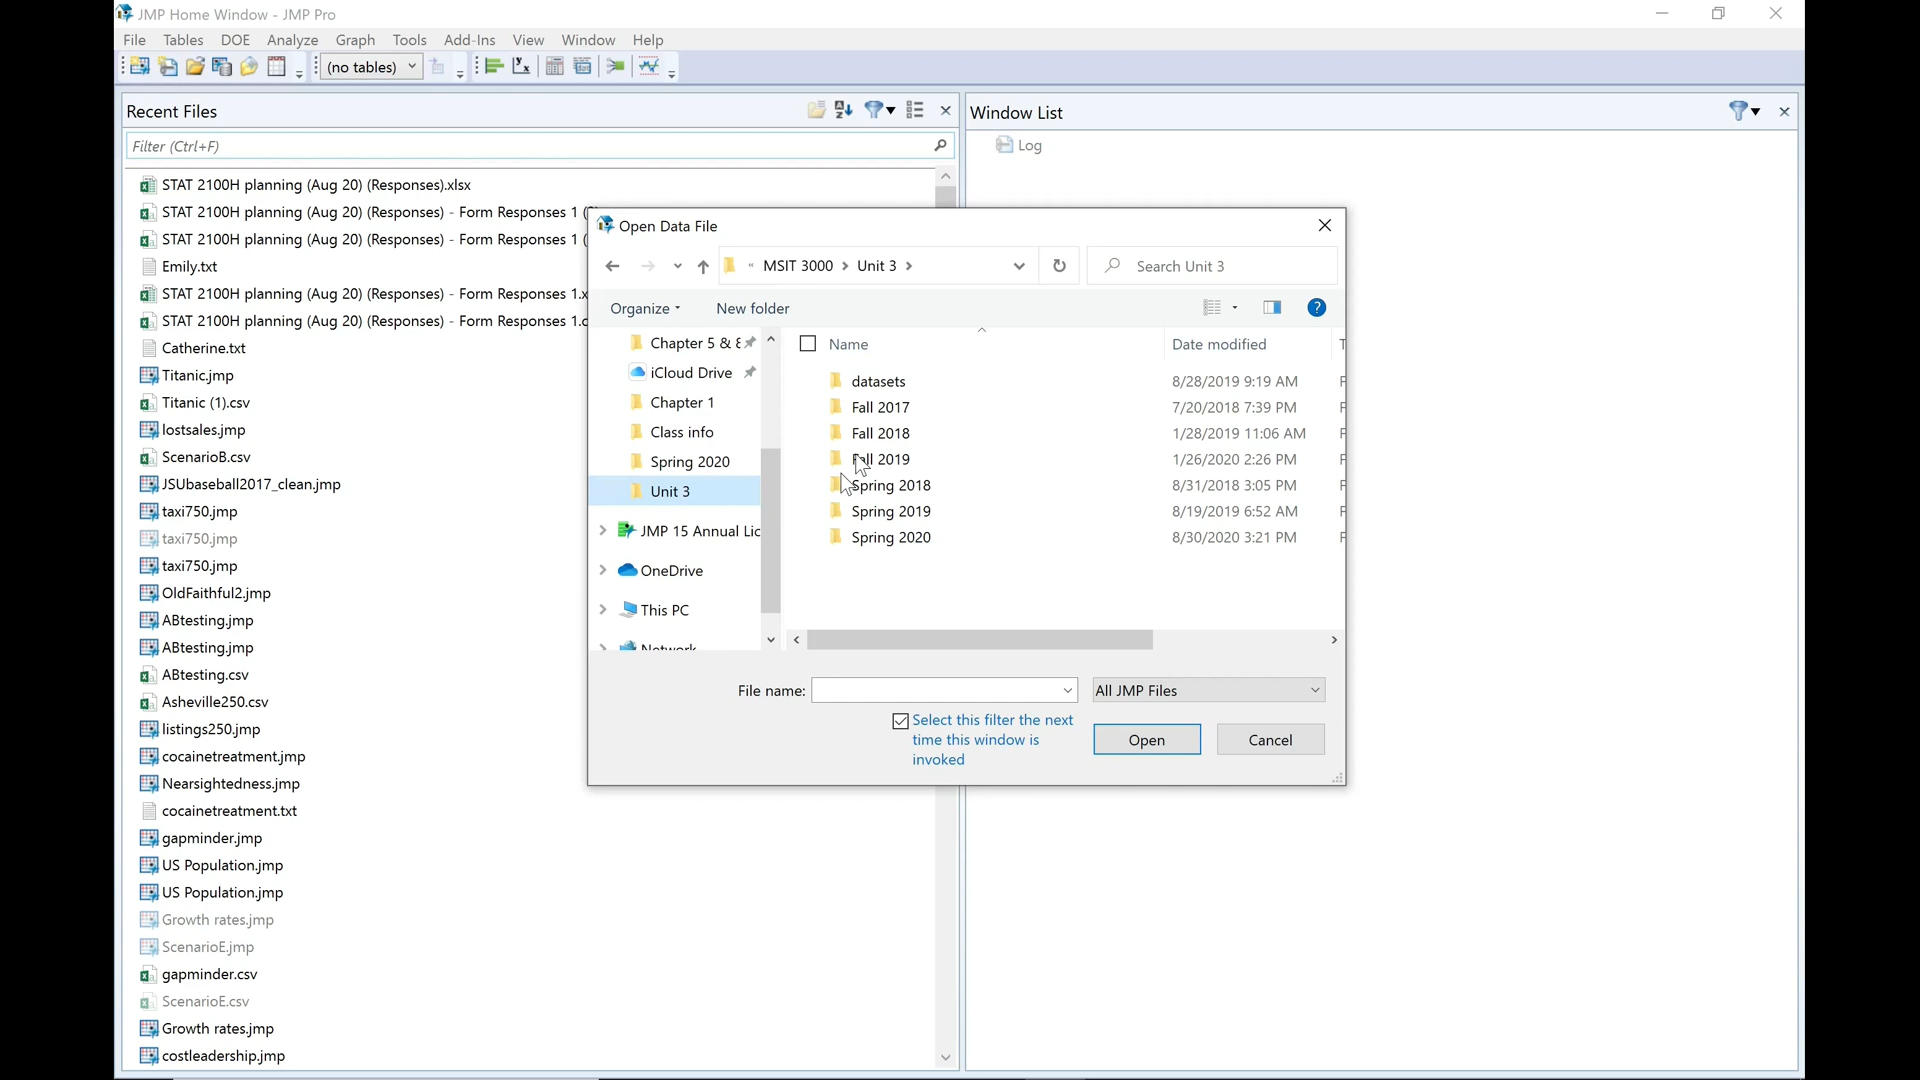 JMP Home Window - JMP Pro
File Tables DOE Analyze Graph Tools Add-Ins View Window Help
(no tables)
Recent Files
Filter (Ctrl+F)
STAT 2100H planning (Aug 20) (Responses).xlsx
STAT 2100H planning (Aug 20) (Responses) - Form Responses 1 (
STAT 2100H planning (Aug 20) (Responses) - Form Responses 1 (
Emily.txt
STAT 2100H planning (Aug 20) (Responses) - Form Responses 1.x
STAT 2100H planning (Aug 20) (Responses) - Form Responses 1.c
Catherine.txt
Titanic.jmp
Titanic (1).csv
lostsales.jmp
ScenarioB.csv
JSUbaseball2017_clean.jmp
taxi750.jmp
taxi750.jmp
taxi750.jmp
OldFaithful2.jmp
ABtesting.jmp
ABtesting.jmp
ABtesting.csv
Asheville250.csv
listings250.jmp
cocainetreatment.jmp
Nearsightedness.jmp
cocainetreatment.txt
gapminder.jmp
US Population.jmp
US Population.jmp
Growth rates.jmp
ScenarioE.jmp
gapminder.csv
ScenarioE.csv
Growth rates.jmp
costleadership.jmp
Window List
Log
Open Data File
« MSIT 3000 > Unit 3 >
Search Unit 3
Organize New folder
Chapter 5 & 8
iCloud Drive
Chapter 1
Class info
Spring 2020
Unit 3
JMP 15 Annual Lic
OneDrive
This PC
Network
Name Date modified T
datasets 8/28/2019 9:19 AM F
Fall 2017 7/20/2018 7:39 PM F
Fall 2018 1/28/2019 11:06 AM F
Fall 2019 1/26/2020 2:26 PM F
Spring 2018 8/31/2018 3:05 PM F
Spring 2019 8/19/2019 6:52 AM F
Spring 2020 8/30/2020 3:21 PM F
File name: All JMP Files
Select this filter the next
time this window is
invoked
Open Cancel